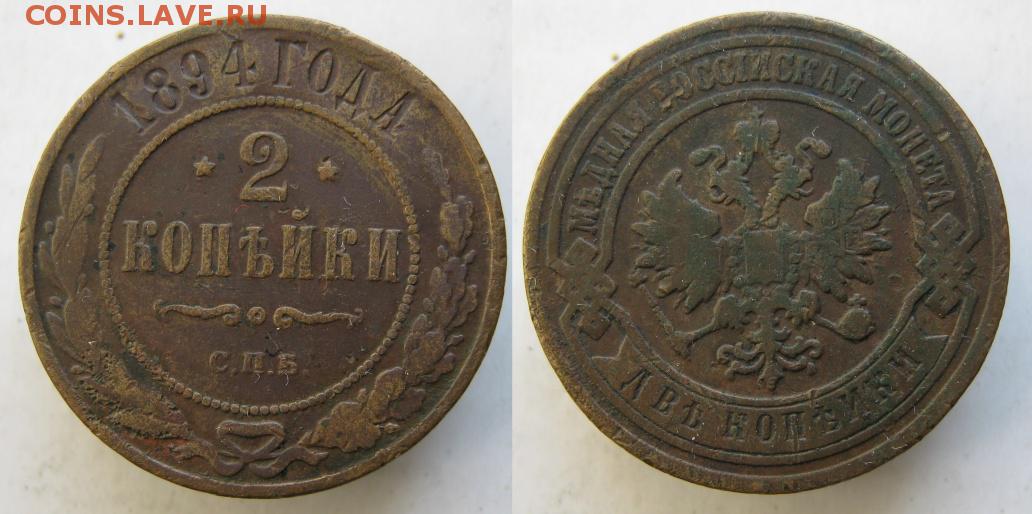 COINS.LAVE.RU
1894 ГОДА
2
КОПѢЙКИ
С.П.Б.
МѢДНАЯ РОССІЙСКАЯ МОНЕТА
ДВѢ КОПѢЙКИ